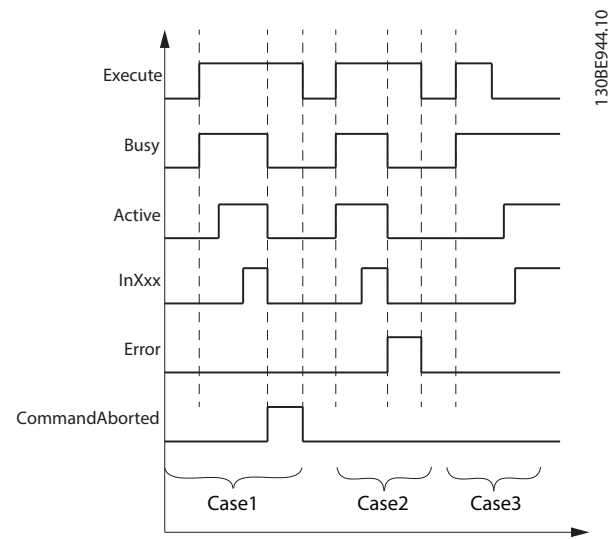 130BE944.10
Execute
Busy
Active
InXxx
Error
CommandAborted
Case1 Case2 Case3